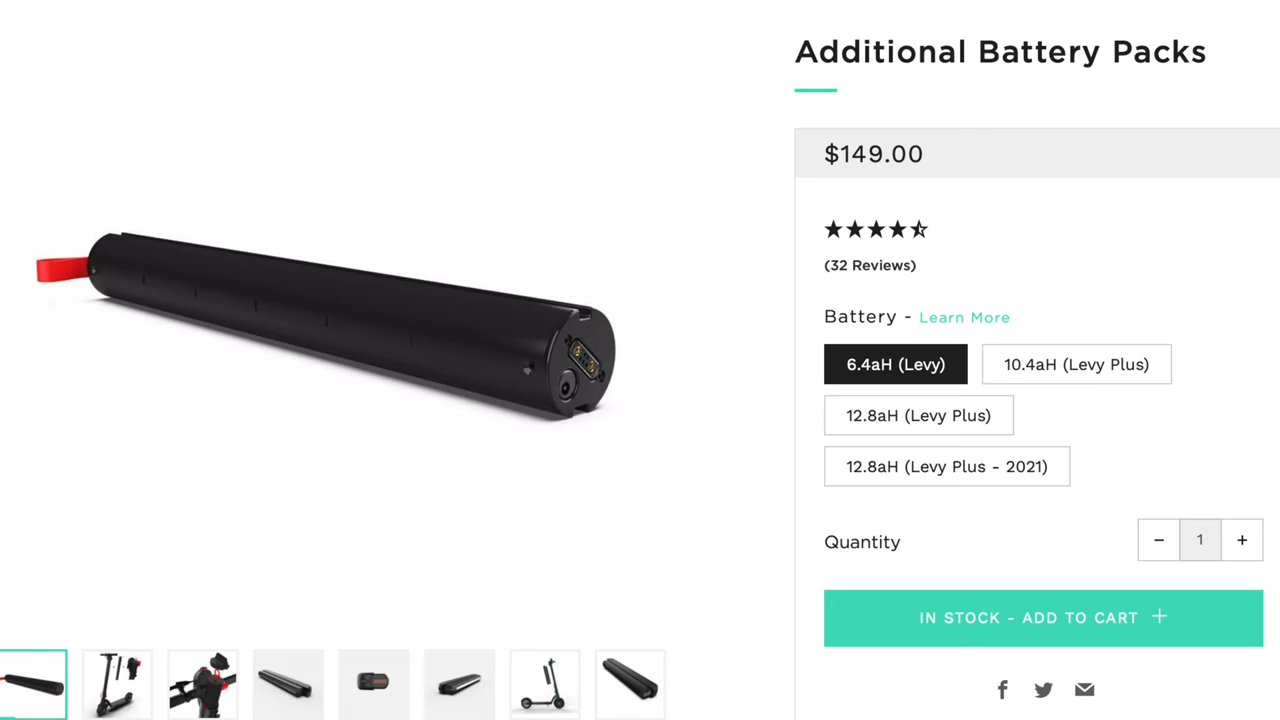 Additional Battery Packs
$149.00
(32 Reviews)
Battery - Learn More
6.4aH (Levy) 10.4aH (Levy Plus)
12.8aH (Levy Plus)
12.8aH (Levy Plus - 2021)
Quantity − 1 +
IN STOCK - ADD TO CART +